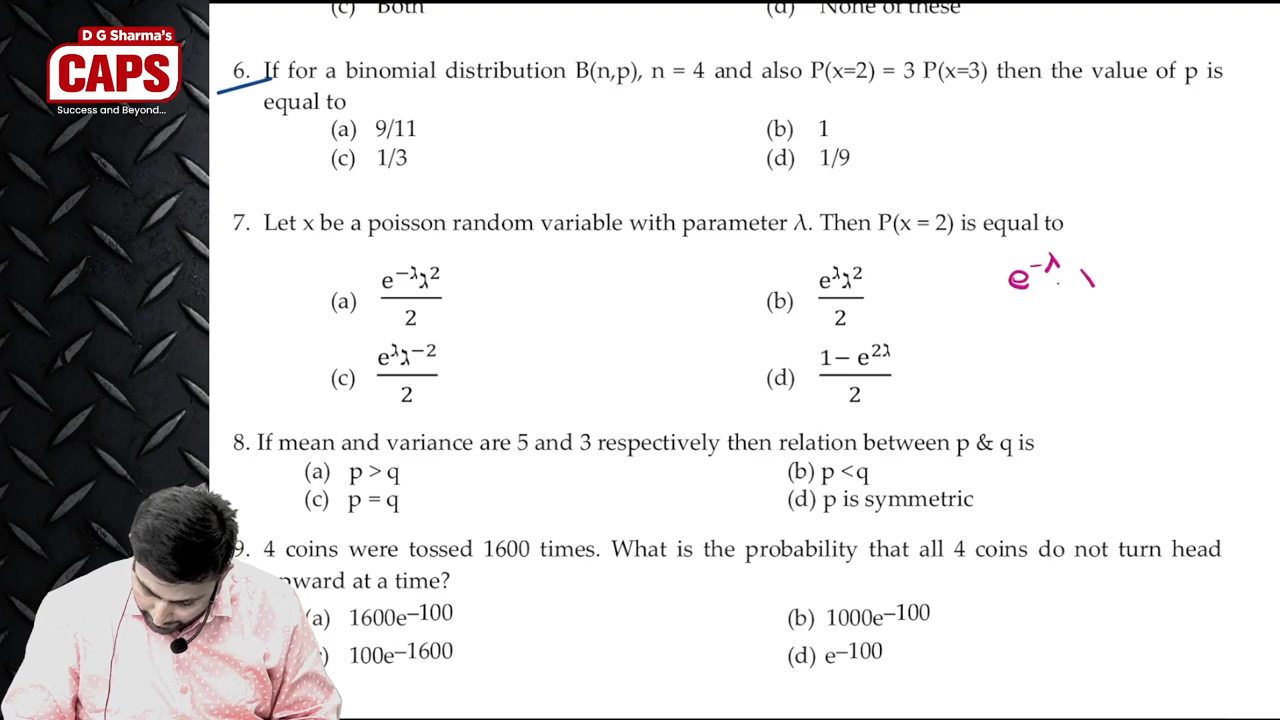 D G Sharma's
CAPS
Success and Beyond...
(c) Both (d) None of these
6. If for a binomial distribution B(n,p), n = 4 and also P(x=2) = 3 P(x=3) then the value of p is
equal to
(a) 9/11 (b) 1
(c) 1/3 (d) 1/9
7. Let x be a poisson random variable with parameter λ. Then P(x = 2) is equal to
(a) e^−λλ^2/2 (b) e^λλ^2/2
e^−λ
(c) e^λλ^−2/2 (d) 1− e^2λ/2
8. If mean and variance are 5 and 3 respectively then relation between p & q is
(a) p > q (b) p <q
(c) p = q (d) p is symmetric
9. 4 coins were tossed 1600 times. What is the probability that all 4 coins do not turn head
at a time?
(a) 1600e^−100 (b) 1000e^−100
100e^−1600 (d) e^−100